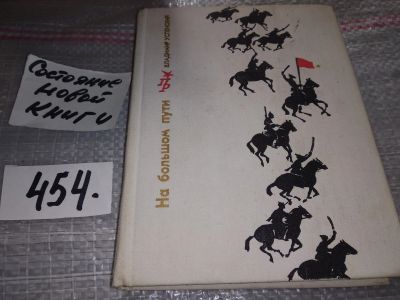 Состояние
новой
книги
454.
На большом пути